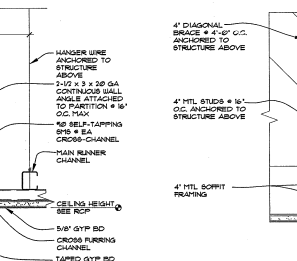 HANGER WIRE
ANCHORED TO
STRUCTURE
ABOVE
2-1/2 x 3 x 20 GA
CONTINUOUS WALL
ANGLE ATTACHED
TO PARTITION @ 16"
O.C. MAX
SELF-TAPPING
SMS @ EA
CROSS-CHANNEL
MAIN RUNNER
CHANNEL
CEILING HEIGHT
SEE RCP
5/8" GYP BD
CROSS FURRING
CHANNEL
TAPED GYP BD
4" DIAGONAL
BRACE @ 4'-0" O.C.
ANCHORED TO
STRUCTURE ABOVE
4" MTL STUDS @ 16"
O.C. ANCHORED TO
STRUCTURE ABOVE
4" MTL SOFFIT
FRAMING